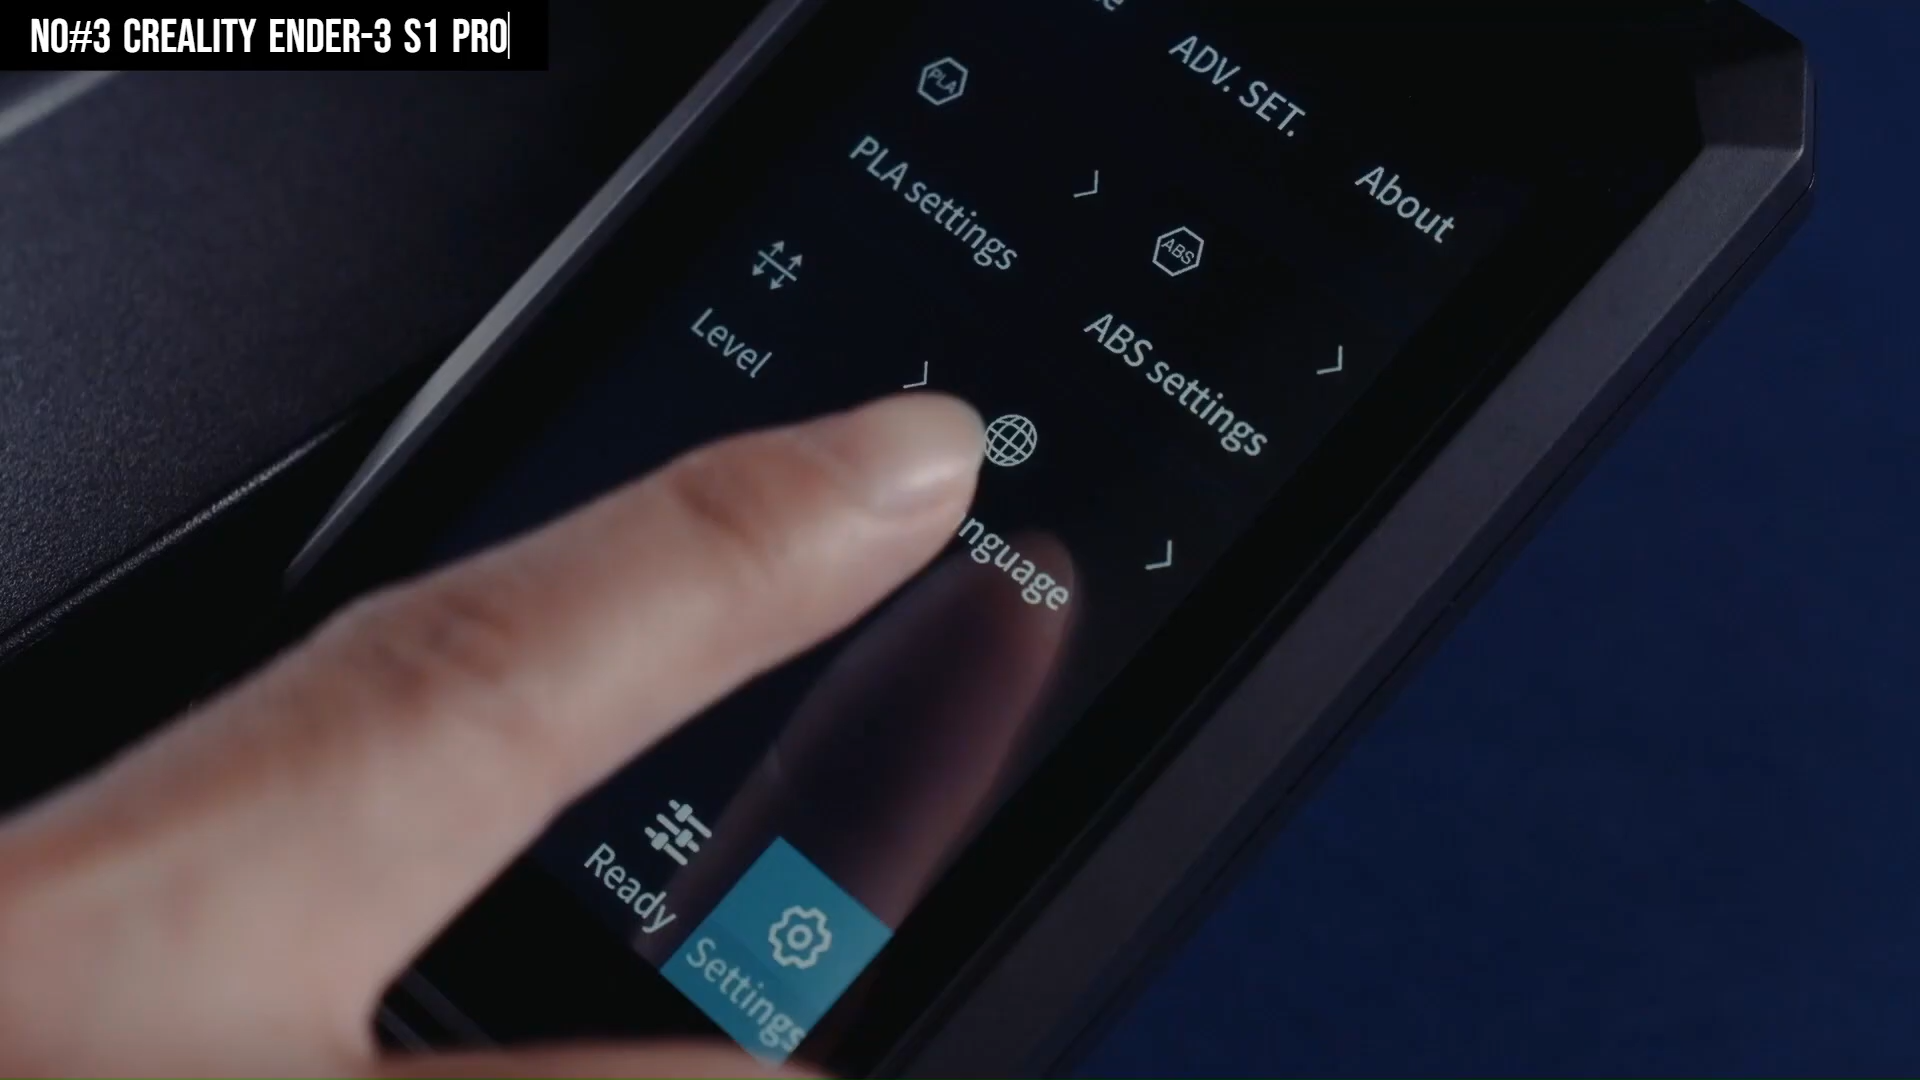 NO#3 CREALITY ENDER-3 S1 PRO
ADV. SET.
About
PLA
PLA settings
ABS
ABS settings
Level
nguage
Ready
Settings